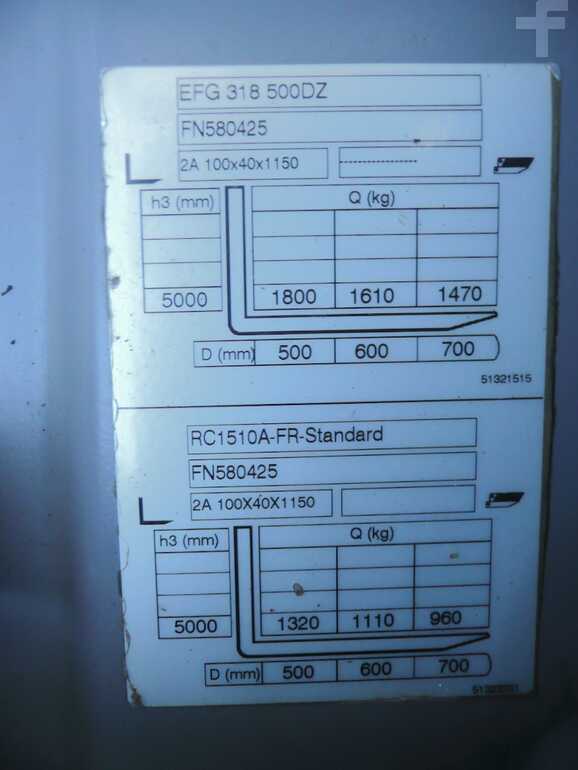 f
EFG 318 500DZ
FN580425
2A 100x40x1150 ----------------
h3 (mm) Q (kg)
5000 1800 1610 1470
D (mm) 500 600 700
51321515
RC1510A-FR-Standard
FN580425
2A 100X40X1150
h3 (mm) Q (kg)
5000 1320 1110 960
D (mm) 500 600 700